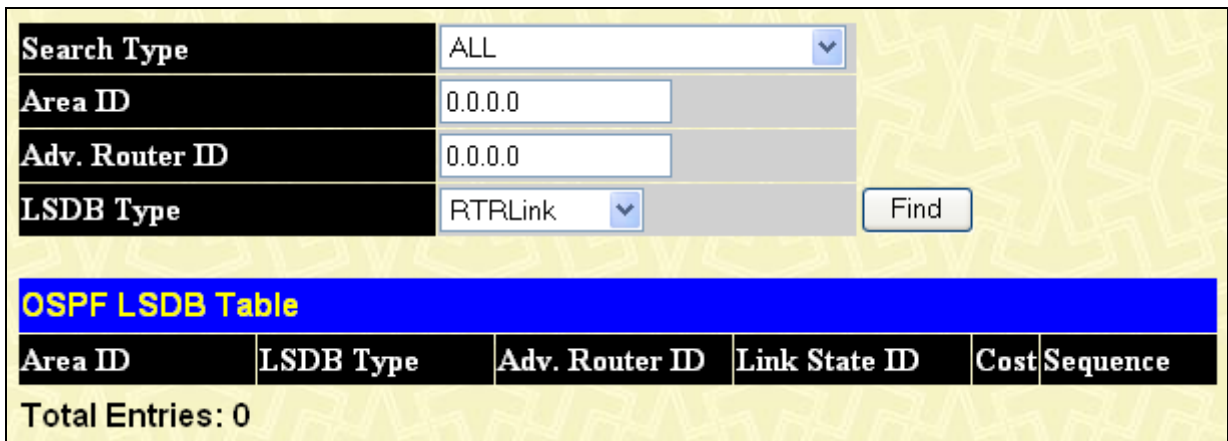 Search Type ALL
Area ID 0.0.0.0
Adv. Router ID 0.0.0.0
LSDB Type RTRLink Find
OSPF LSDB Table
Area ID LSDB Type Adv. Router ID Link State ID Cost Sequence
Total Entries: 0